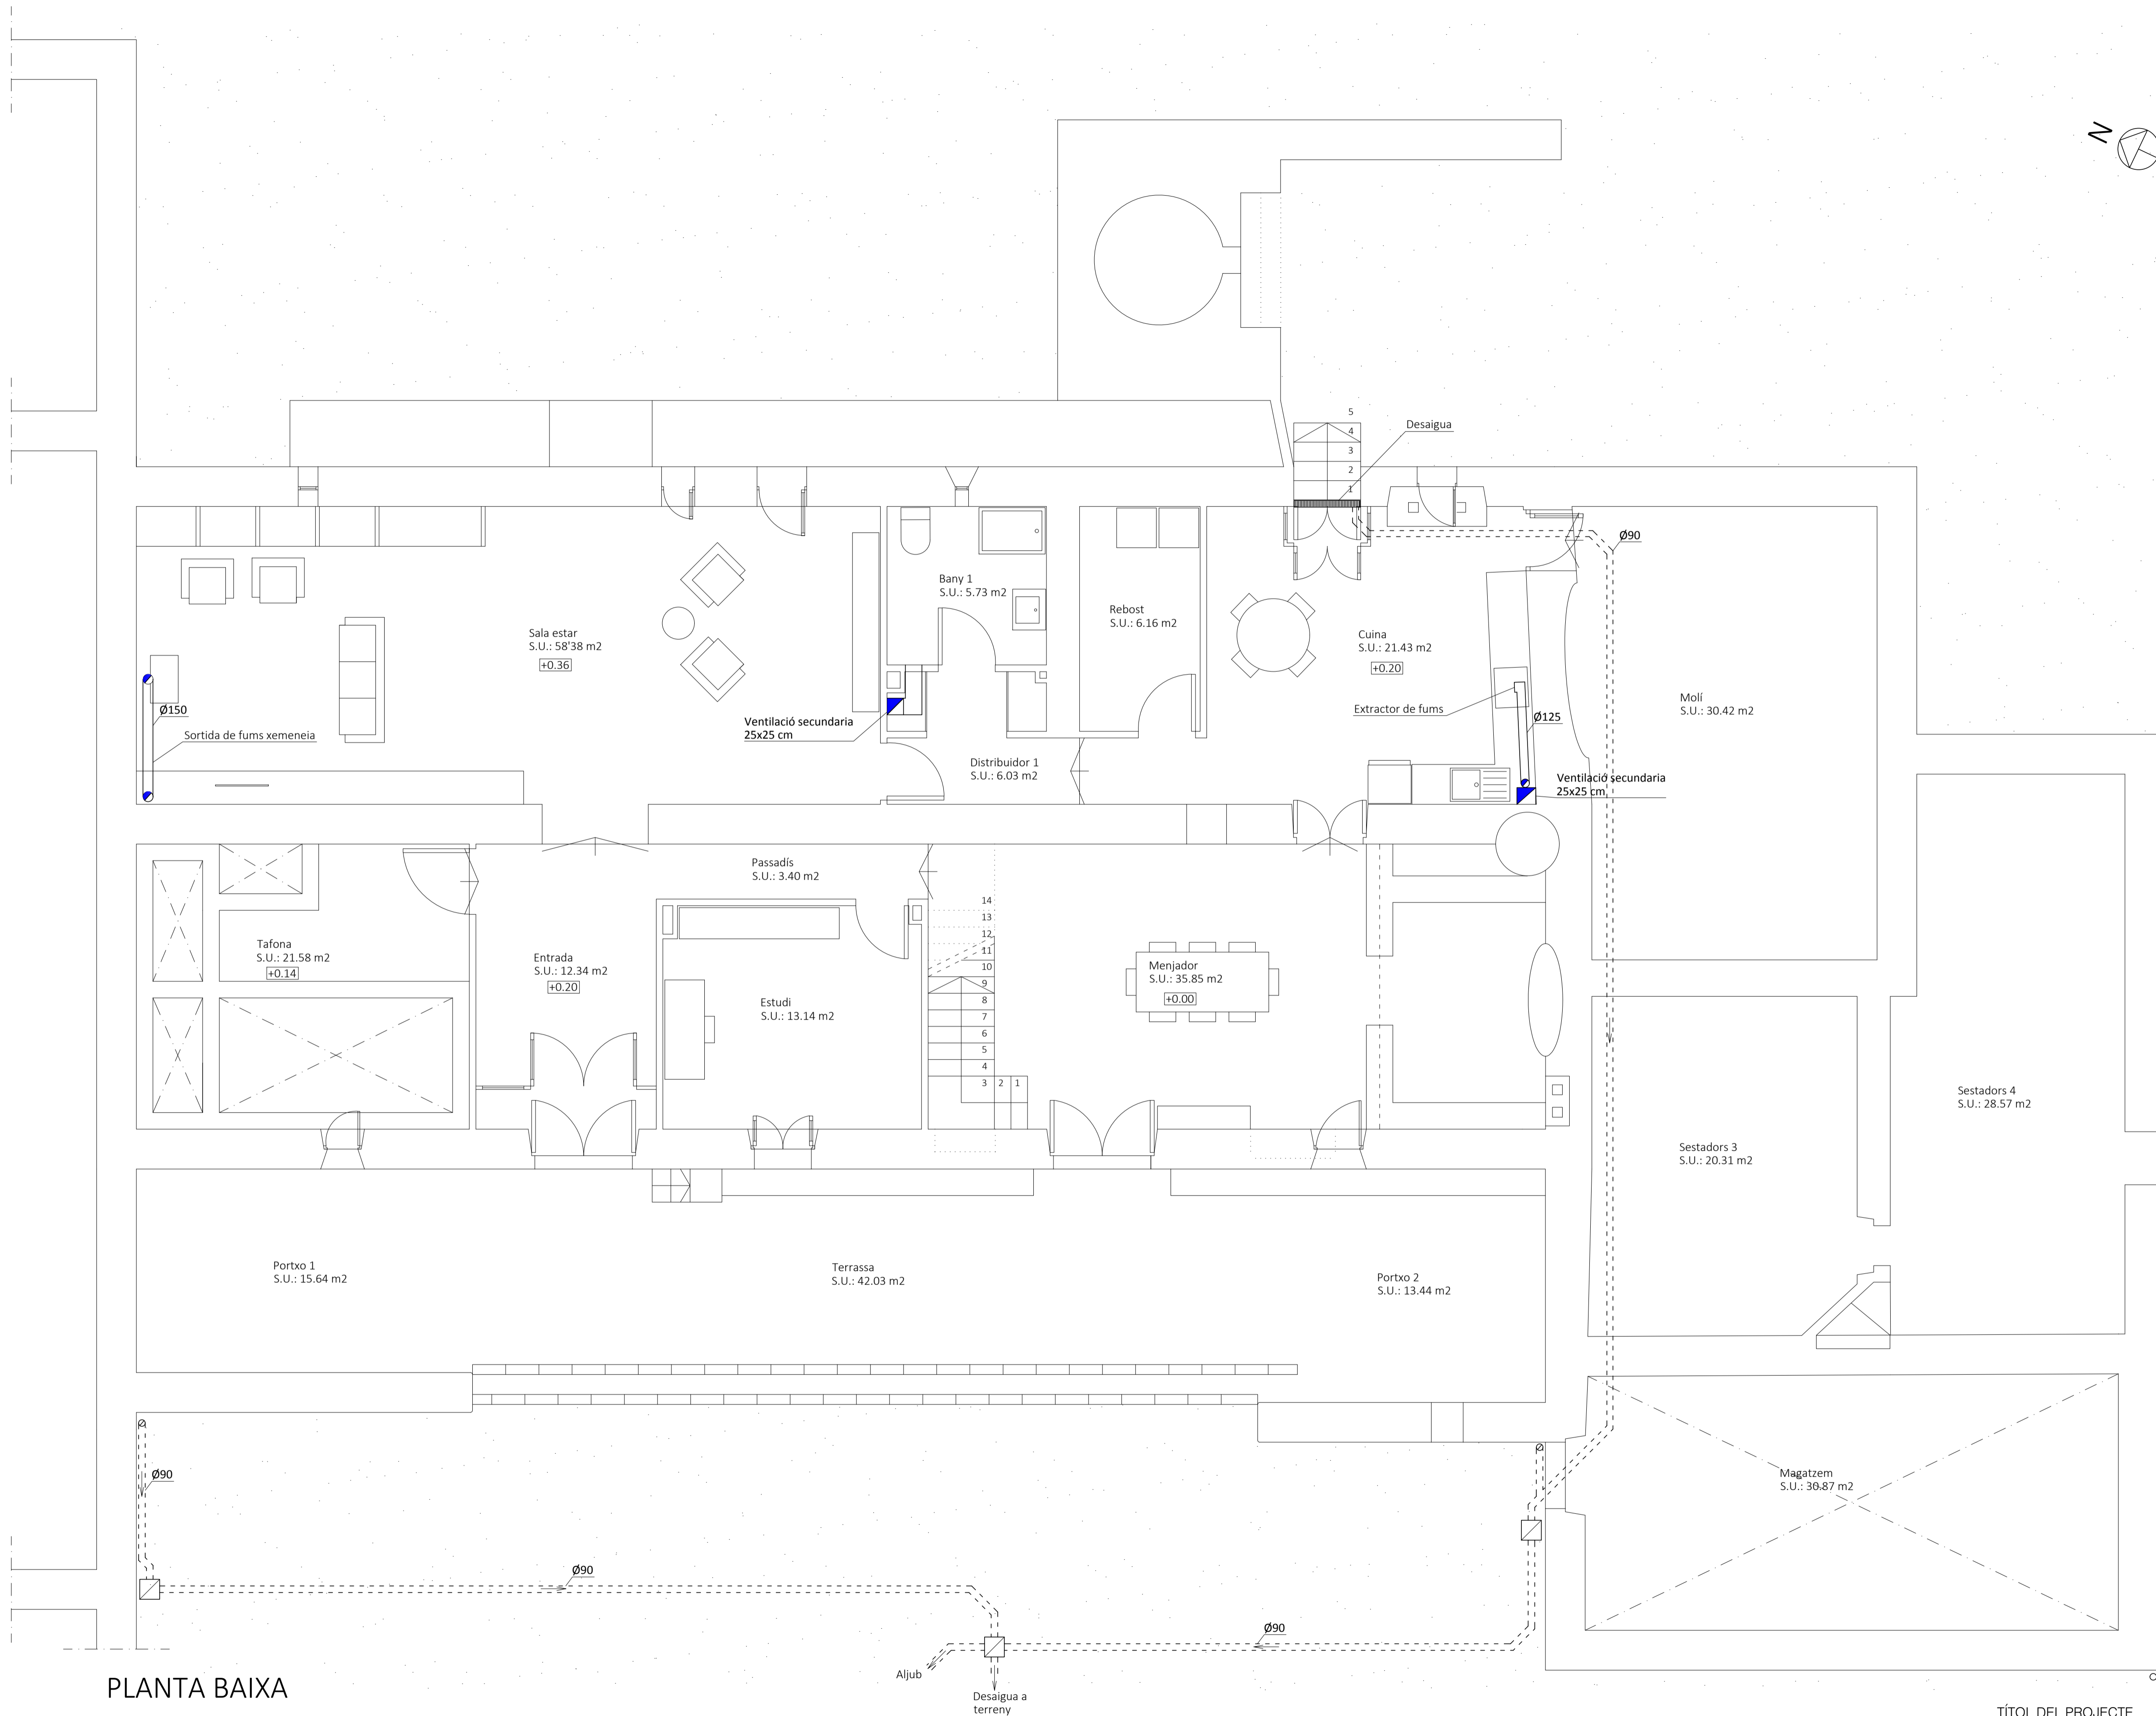 N
5
4
3
2
1
Desaigua
Ø90
Bany 1
S.U.: 5.73 m2
Rebost
S.U.: 6.16 m2
Sala estar
S.U.: 58'38 m2
+0.36
Cuina
S.U.: 21.43 m2
+0.20
Molí
S.U.: 30.42 m2
Ø150
Sortida de fums xemeneia
Ventilació secundaria
25x25 cm
Extractor de fums
Ø125
Distribuidor 1
S.U.: 6.03 m2
Ventilació secundaria
25x25 cm
Passadís
S.U.: 3.40 m2
14
13
12
11
10
9
8
7
6
5
4
3 2 1
Tafona
S.U.: 21.58 m2
+0.14
Entrada
S.U.: 12.34 m2
+0.20
Estudi
S.U.: 13.14 m2
Menjador
S.U.: 35.85 m2
+0.00
Sestadors 4
S.U.: 28.57 m2
Sestadors 3
S.U.: 20.31 m2
Portxo 1
S.U.: 15.64 m2
Terrassa
S.U.: 42.03 m2
Portxo 2
S.U.: 13.44 m2
Ø90
Magatzem
S.U.: 30.87 m2
Ø90
Ø90
Aljub
Desaigua a
terreny
PLANTA BAIXA
TÍTOL DEL PROJECTE